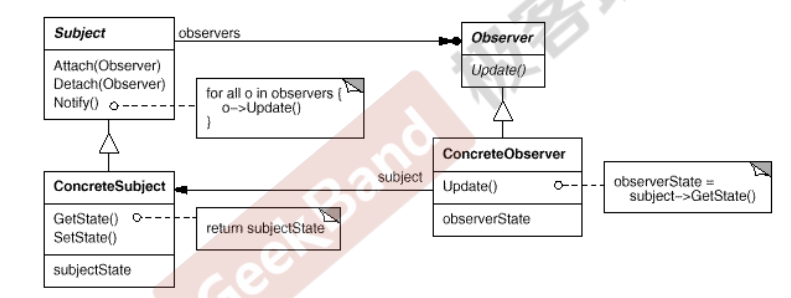 Subject
observers
Observer
Attach(Observer)
Detach(Observer)
Notify()
Update()
for all o in observers {
o->Update()
}
ConcreteSubject
subject
ConcreteObserver
GetState()
SetState()
return subjectState
Update()
observerState =
subject->GetState()
subjectState
observerState
GeekBand
极客